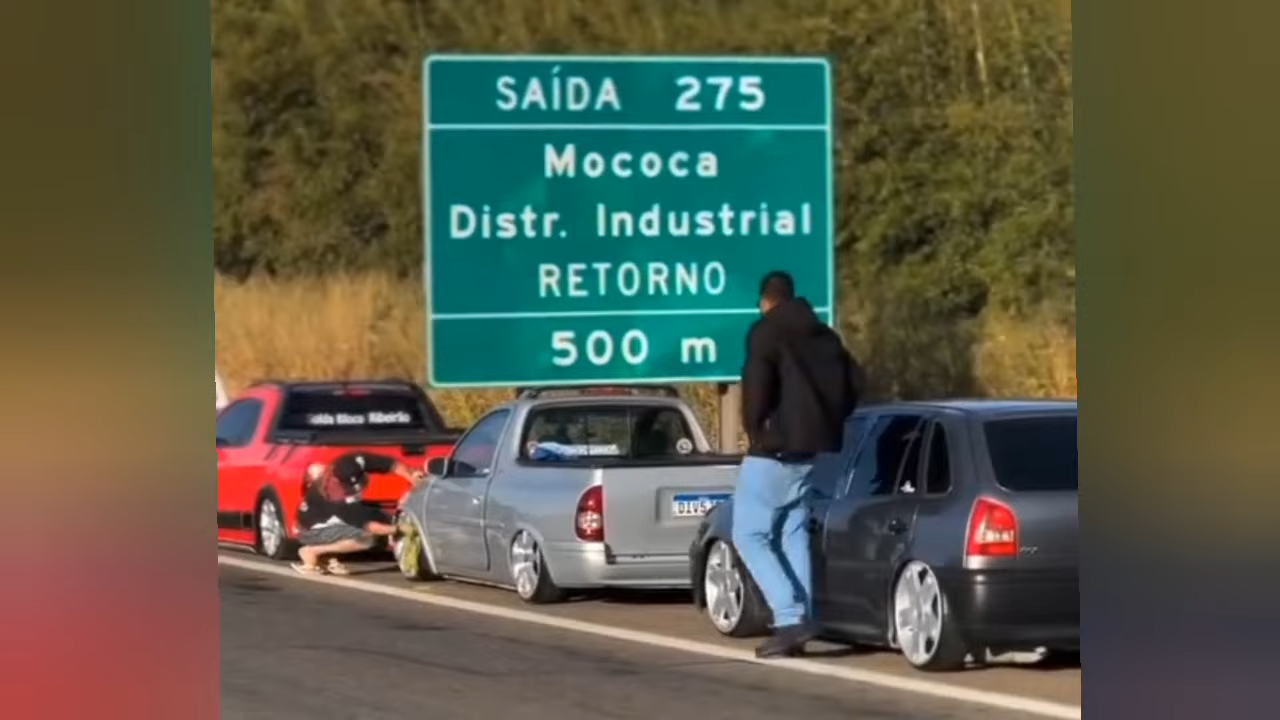 SAÍDA 275
Mococa
Distr. Industrial
RETORNO
500 m